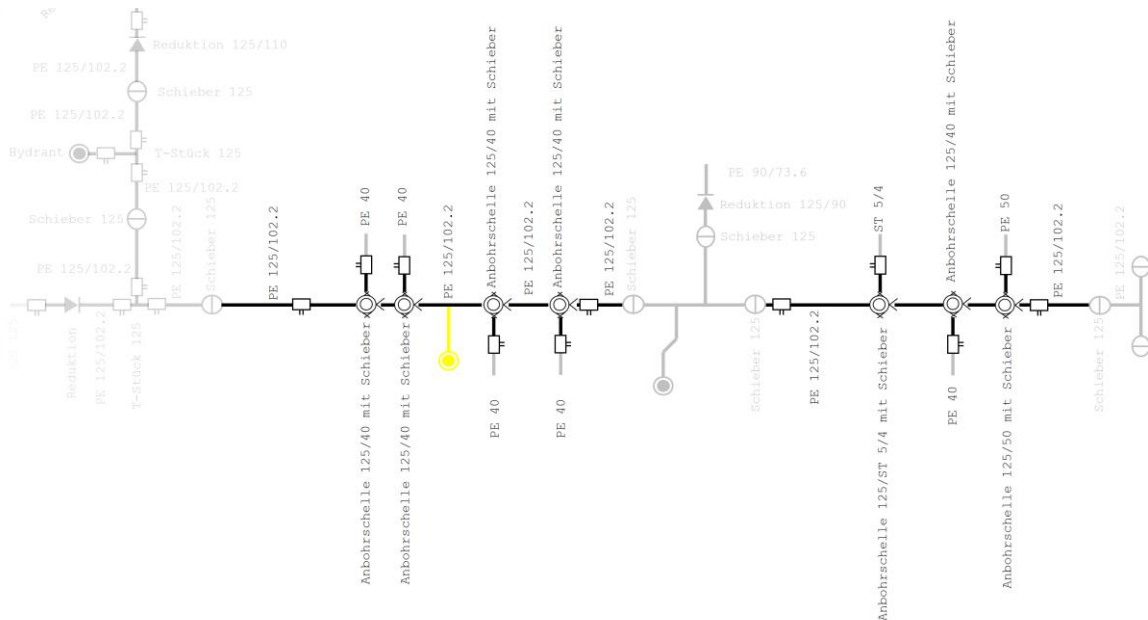 Reduktion 125/110
PE 125/102.2
Schieber 125
PE 125/102.2
Hydrant
T-Stück 125
PE 125/102.2
Schieber 125
PE 125/102.2
PE 125/102.2
Schieber 125
Reduktion
PE 125/102.2
T-Stück 125
PE 125/102.2
PE 40
Anbohrschelle 125/40 mit Schieber
PE 40
Anbohrschelle 125/40 mit Schieber
PE 125/102.2
Anbohrschelle 125/40 mit Schieber
PE 40
PE 125/102.2
Anbohrschelle 125/40 mit Schieber
PE 40
PE 125/102.2
Schieber 125
PE 90/73.6
Reduktion 125/90
Schieber 125
Schieber 125
PE 125/102.2
ST 5/4
Anbohrschelle 125/ST 5/4 mit Schieber
Anbohrschelle 125/40 mit Schieber
PE 40
PE 50
Anbohrschelle 125/50 mit Schieber
PE 125/102.2
Schieber 125
PE 125/102.2